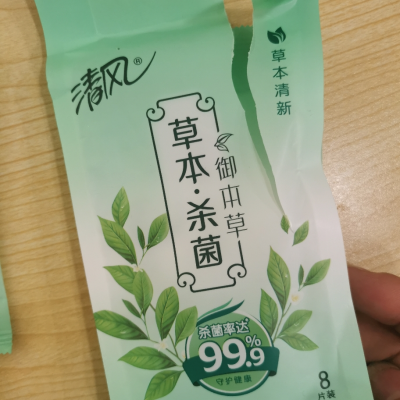 清风®
草本清新
御本草
草本·杀菌
杀菌率达
99.9%
守护健康
8片装